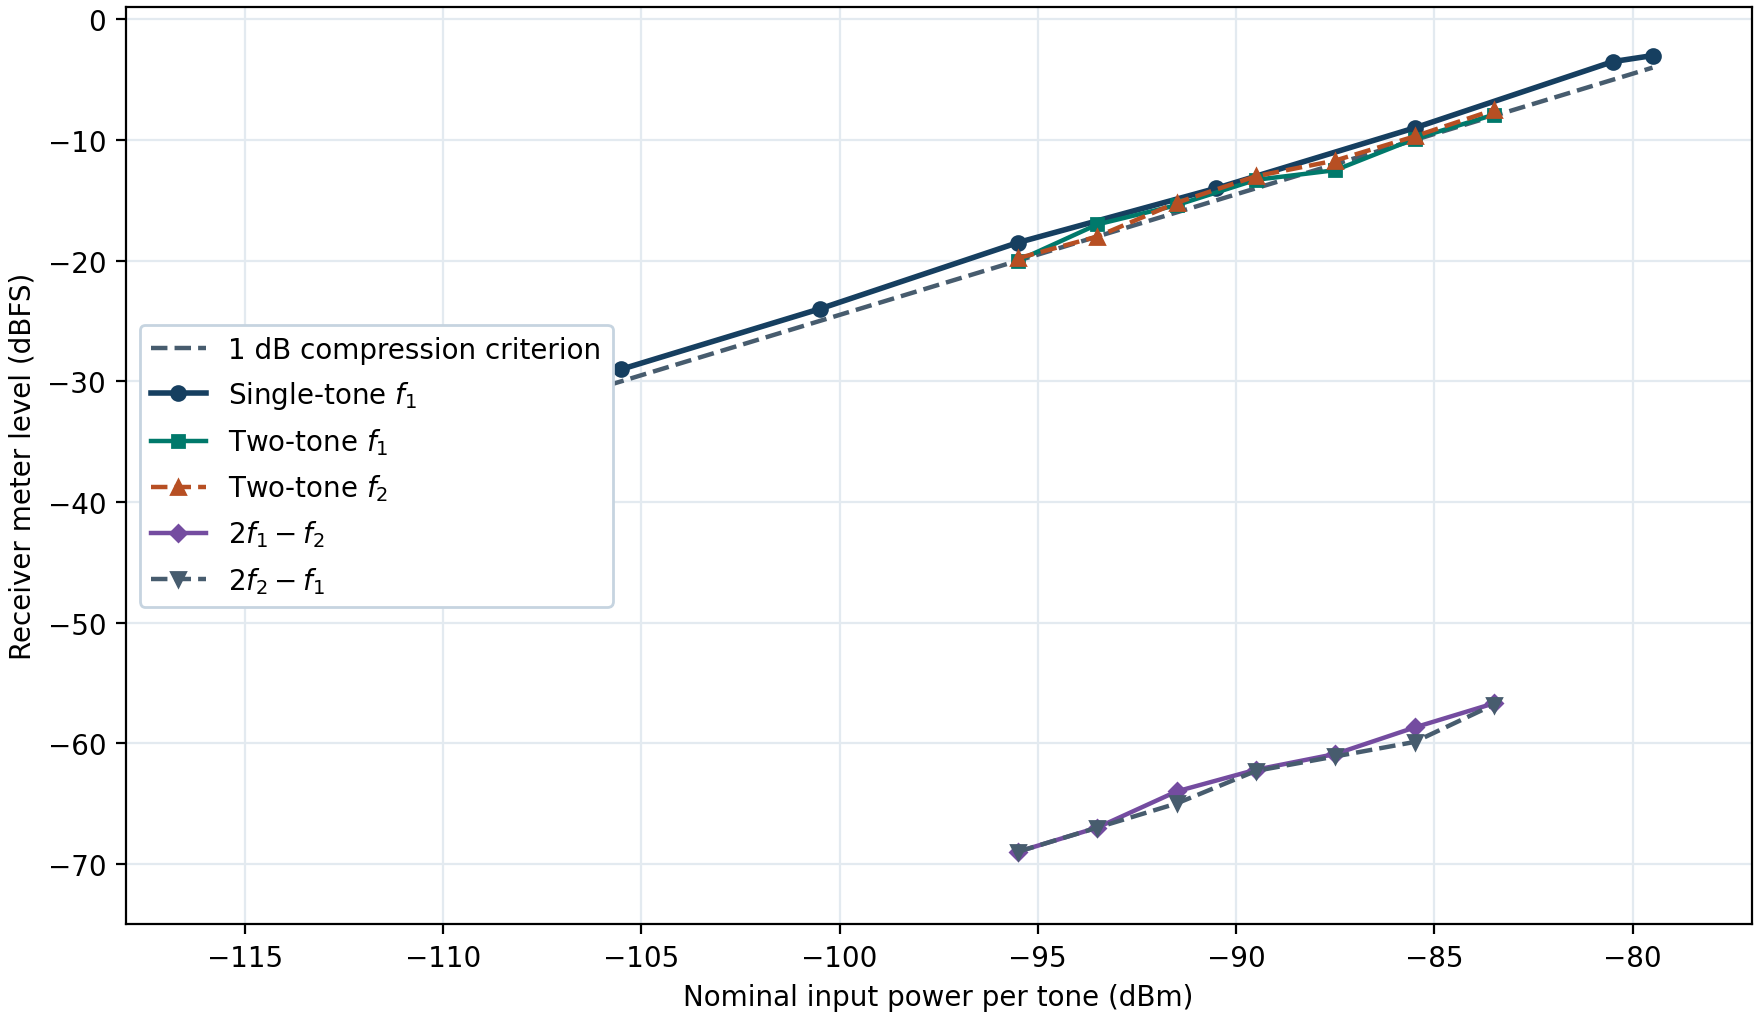 0
−10
−20
−30
−40
−50
−60
−70
Receiver meter level (dBFS)
1 dB compression criterion
Single-tone f₁
Two-tone f₁
Two-tone f₂
2f₁ − f₂
2f₂ − f₁
−115 −110 −105 −100 −95 −90 −85 −80
Nominal input power per tone (dBm)